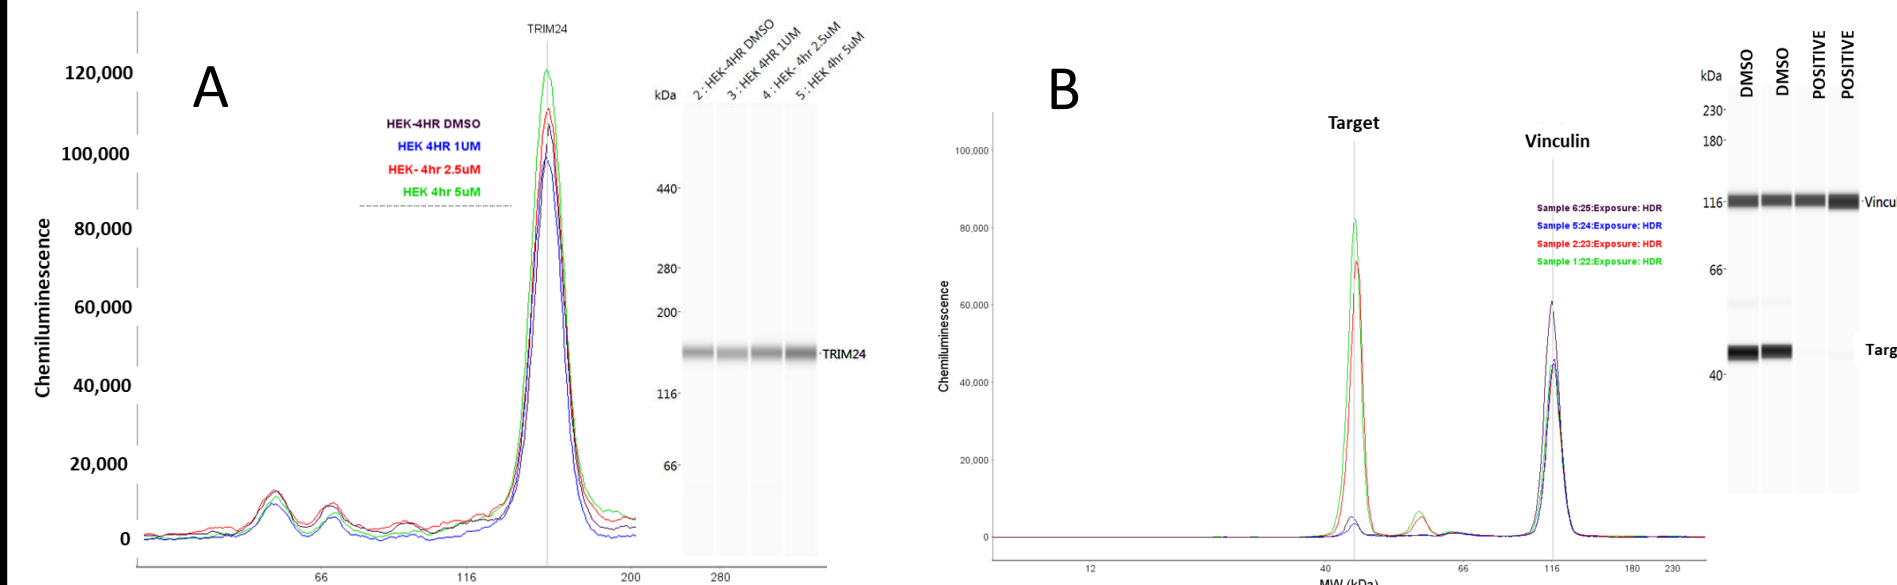 A
TRIM24
120,000
100,000
80,000
60,000
40,000
20,000
0
Chemiluminescence
HEK-4HR DMSO
HEK 4HR 1UM
HEK- 4hr 2.5uM
HEK 4hr 5uM
66
116
200
280
kDa
2 : HEK-4HR DMSO
3 : HEK 4HR 1UM
4 : HEK- 4hr 2.5uM
5 : HEK 4hr 5uM
440
280
200
TRIM24
116
66
B
Target
Vinculin
100,000
80,000
60,000
40,000
20,000
0
Chemiluminescence
Sample 6:25:Exposure: HDR
Sample 5:24:Exposure: HDR
Sample 2:23:Exposure: HDR
Sample 1:22:Exposure: HDR
12
40
66
116
180
230
MW (kDa)
kDa
DMSO
DMSO
POSITIVE
POSITIVE
230
180
116
Vincul
66
Targ
40